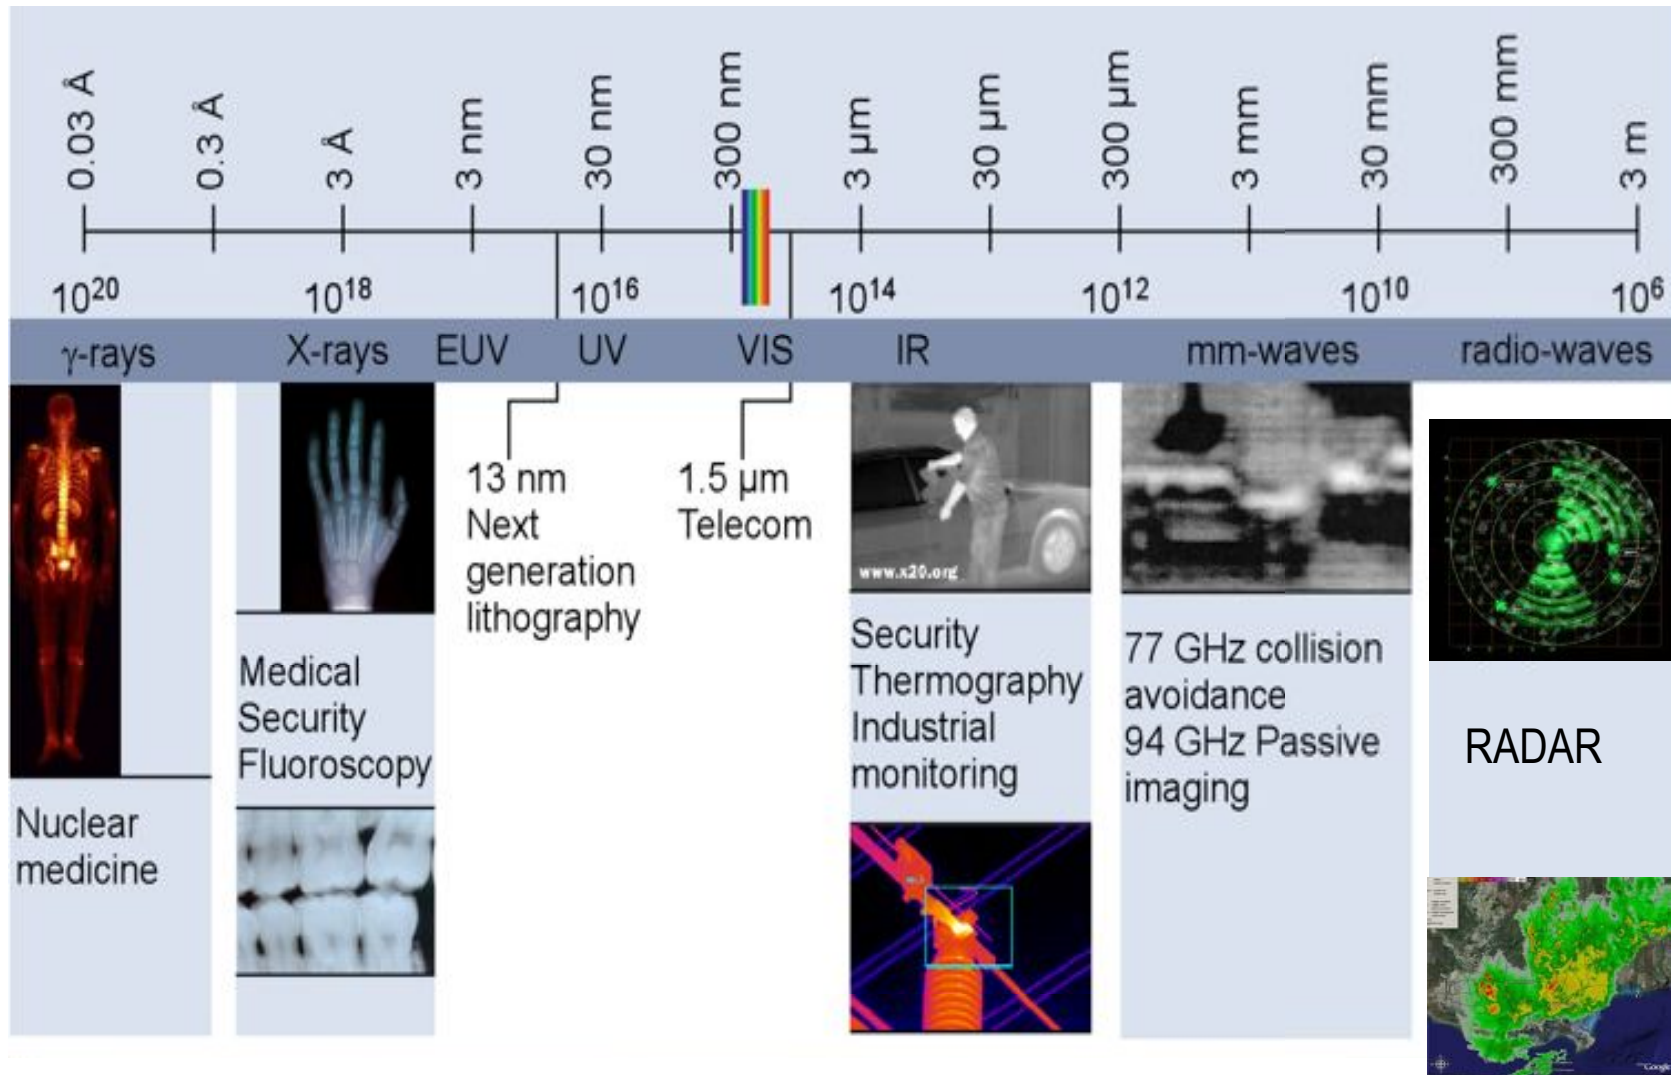 0.03 Å
0.3 Å
3 Å
3 nm
30 nm
300 nm
3 µm
30 µm
300 µm
3 mm
30 mm
300 mm
3 m
10²⁰
10¹⁸
10¹⁶
10¹⁴
10¹²
10¹⁰
10⁶
γ-rays
X-rays
EUV
UV
VIS
IR
mm-waves
radio-waves
Nuclear
medicine
Medical
Security
Fluoroscopy
13 nm
Next
generation
lithography
1.5 µm
Telecom
www.x20.org
Security
Thermography
Industrial
monitoring
77 GHz collision
avoidance
94 GHz Passive
imaging
RADAR
Google